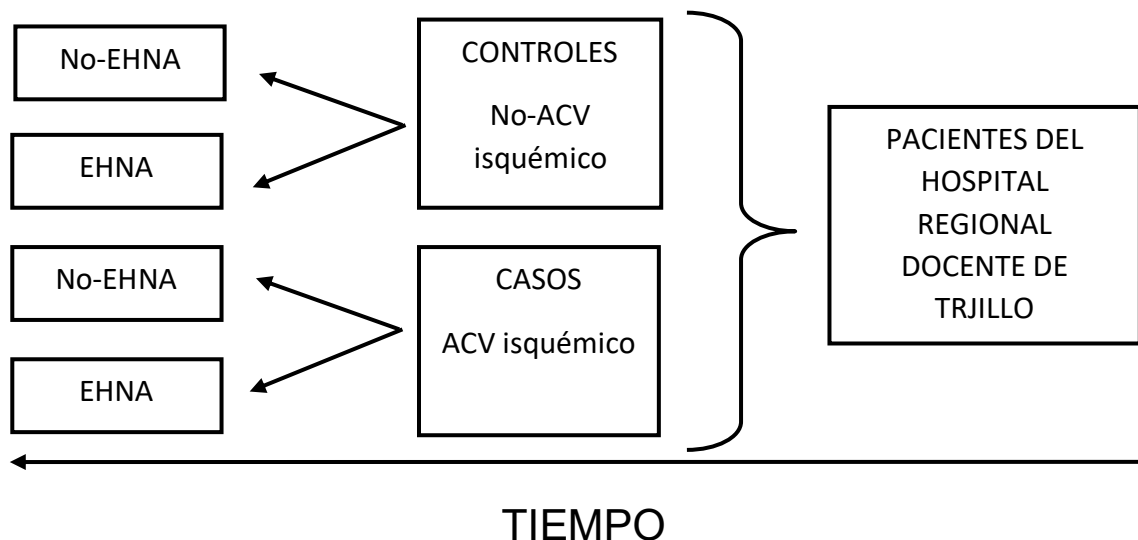 No-EHNA
EHNA
No-EHNA
EHNA
CONTROLES
No-ACV
isquémico
CASOS
ACV isquémico
PACIENTES DEL
HOSPITAL
REGIONAL
DOCENTE DE
TRJILLO
TIEMPO